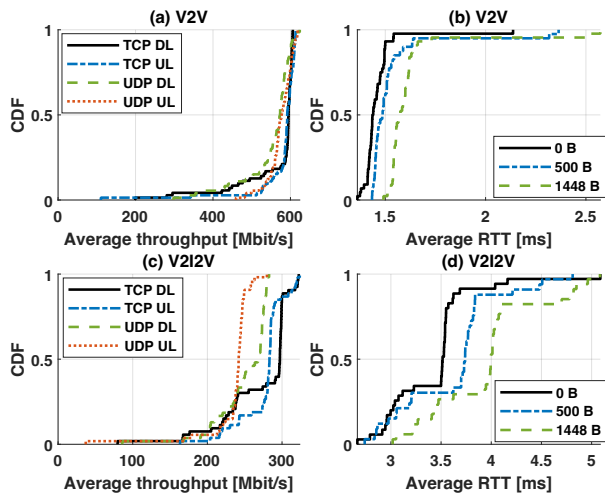 (a) V2V
CDF
1
0.5
0
TCP DL
TCP UL
UDP DL
UDP UL
0 200 400 600
Average throughput [Mbit/s]
(b) V2V
CDF
1
0.5
0
0 B
500 B
1448 B
1.5 2 2.5
Average RTT [ms]
(c) V2I2V
CDF
1
0.5
0
TCP DL
TCP UL
UDP DL
UDP UL
0 100 200 300
Average throughput [Mbit/s]
(d) V2I2V
CDF
1
0.5
0
0 B
500 B
1448 B
3 3.5 4 4.5 5
Average RTT [ms]